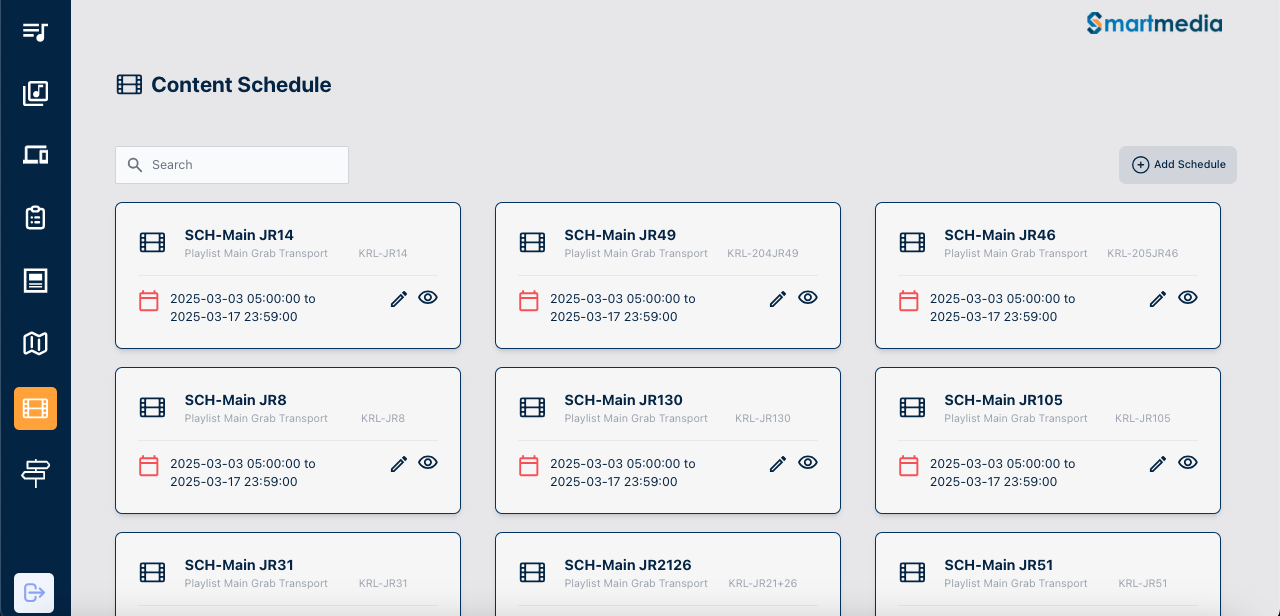 Smartmedia
Content Schedule
Search
Add Schedule
SCH-Main JR14
Playlist Main Grab Transport KRL-JR14
2025-03-03 05:00:00 to
2025-03-17 23:59:00
SCH-Main JR49
Playlist Main Grab Transport KRL-204JR49
2025-03-03 05:00:00 to
2025-03-17 23:59:00
SCH-Main JR46
Playlist Main Grab Transport KRL-205JR46
2025-03-03 05:00:00 to
2025-03-17 23:59:00
SCH-Main JR8
Playlist Main Grab Transport KRL-JR8
2025-03-03 05:00:00 to
2025-03-17 23:59:00
SCH-Main JR130
Playlist Main Grab Transport KRL-JR130
2025-03-03 05:00:00 to
2025-03-17 23:59:00
SCH-Main JR105
Playlist Main Grab Transport KRL-JR105
2025-03-03 05:00:00 to
2025-03-17 23:59:00
SCH-Main JR31
Playlist Main Grab Transport KRL-JR31
SCH-Main JR2126
Playlist Main Grab Transport KRL-JR21+26
SCH-Main JR51
Playlist Main Grab Transport KRL-JR51